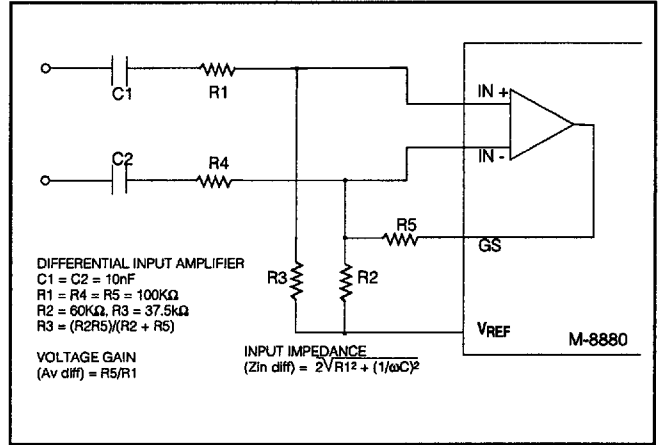 C1
R1
IN +
C2
R4
IN -
R5
GS
R3
R2
VREF
M-8880
DIFFERENTIAL INPUT AMPLIFIER
C1 = C2 = 10nF
R1 = R4 = R5 = 100KΩ
R2 = 60KΩ, R3 = 37.5kΩ
R3 = (R2R5)/(R2 + R5)
VOLTAGE GAIN
(Av diff) = R5/R1
INPUT IMPEDANCE
(Zin diff) = 2√R1² + (1/ωC)²